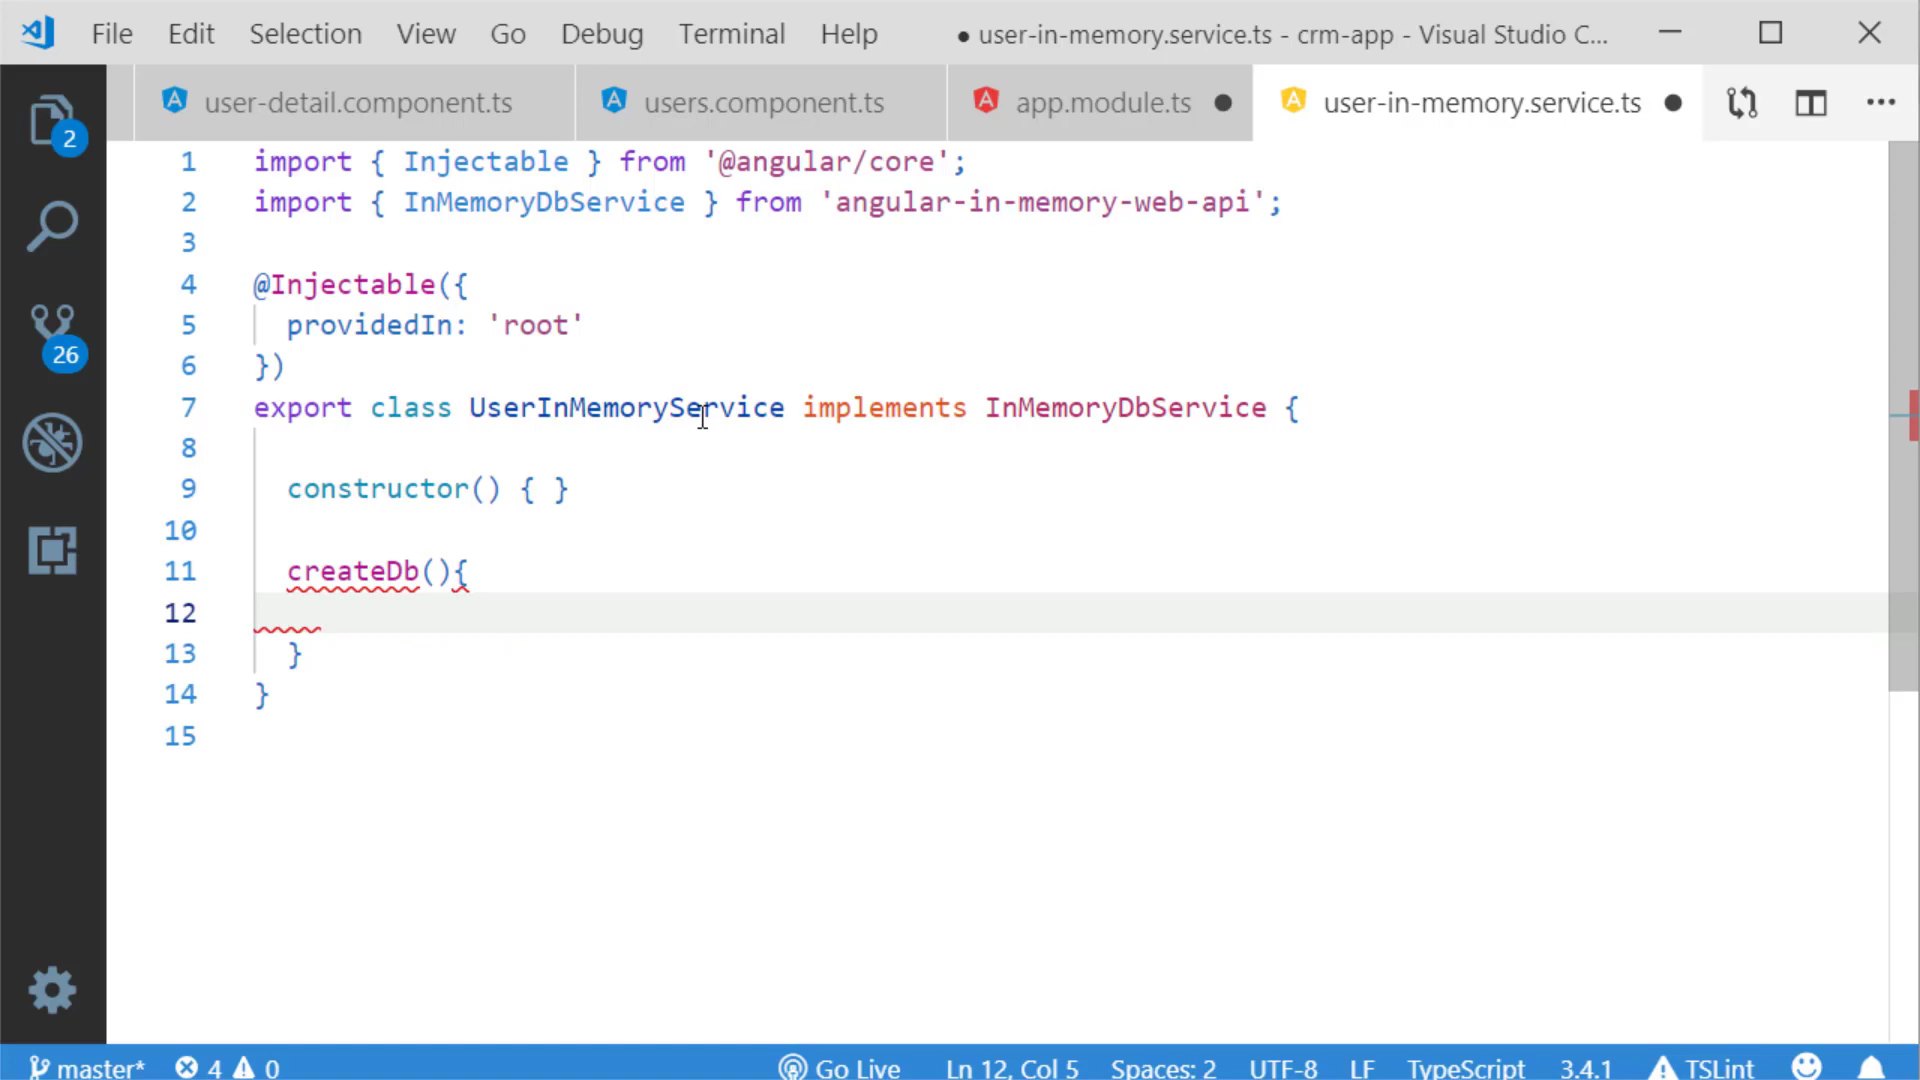 File Edit Selection View Go Debug Terminal Help ● user-in-memory.service.ts - crm-app - Visual Studio C...
user-detail.component.ts users.component.ts app.module.ts ● user-in-memory.service.ts ●
1 import { Injectable } from '@angular/core';
2 import { InMemoryDbService } from 'angular-in-memory-web-api';
3
4 @Injectable({
5 providedIn: 'root'
6 })
7 export class UserInMemoryService implements InMemoryDbService {
8
9 constructor() { }
10
11 createDb(){
12
13 }
14 }
15
2
26
master* 4 0 Go Live Ln 12, Col 5 Spaces: 2 UTF-8 LF TypeScript 3.4.1 TSLint